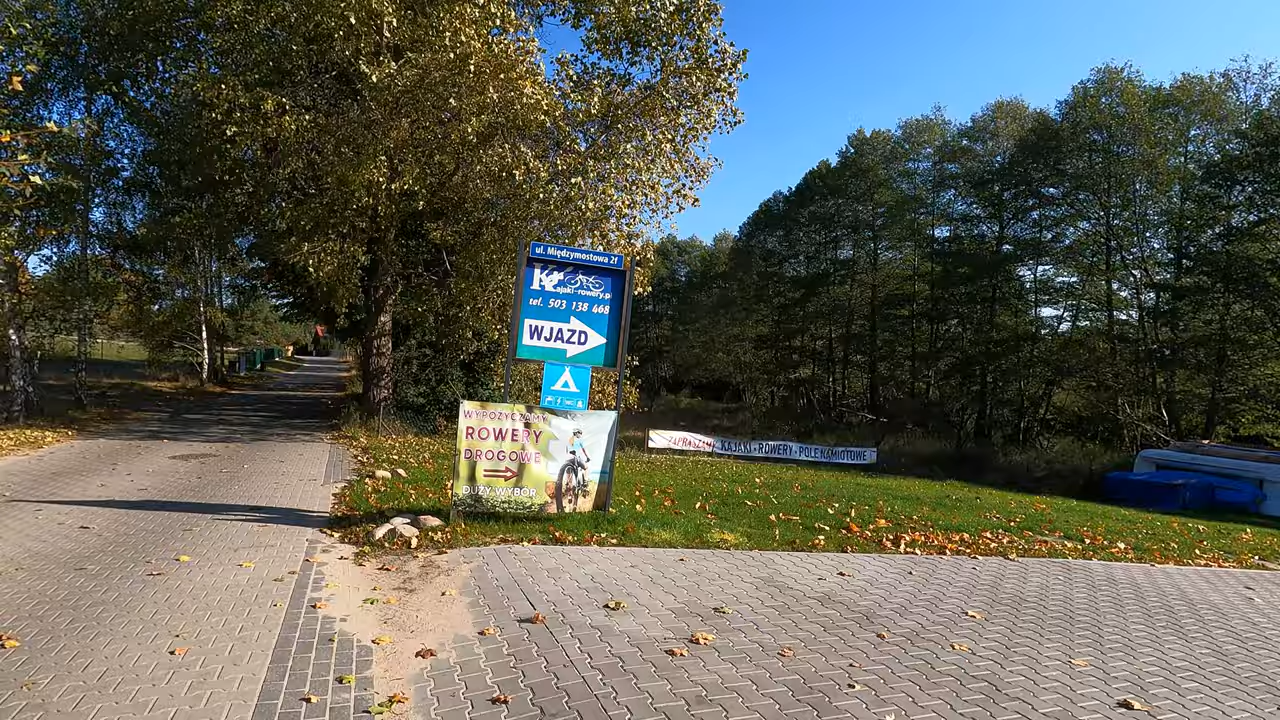 ul. Międzymostowa 2f
Kajaki-rowery.pl
tel. 503 138 468
WJAZD
WYPOŻYCZAMY
ROWERY
DROGOWE
DUŻY WYBÓR
ZAPRASZAMY KAJAKI - ROWERY - POLE NAMIOTOWE